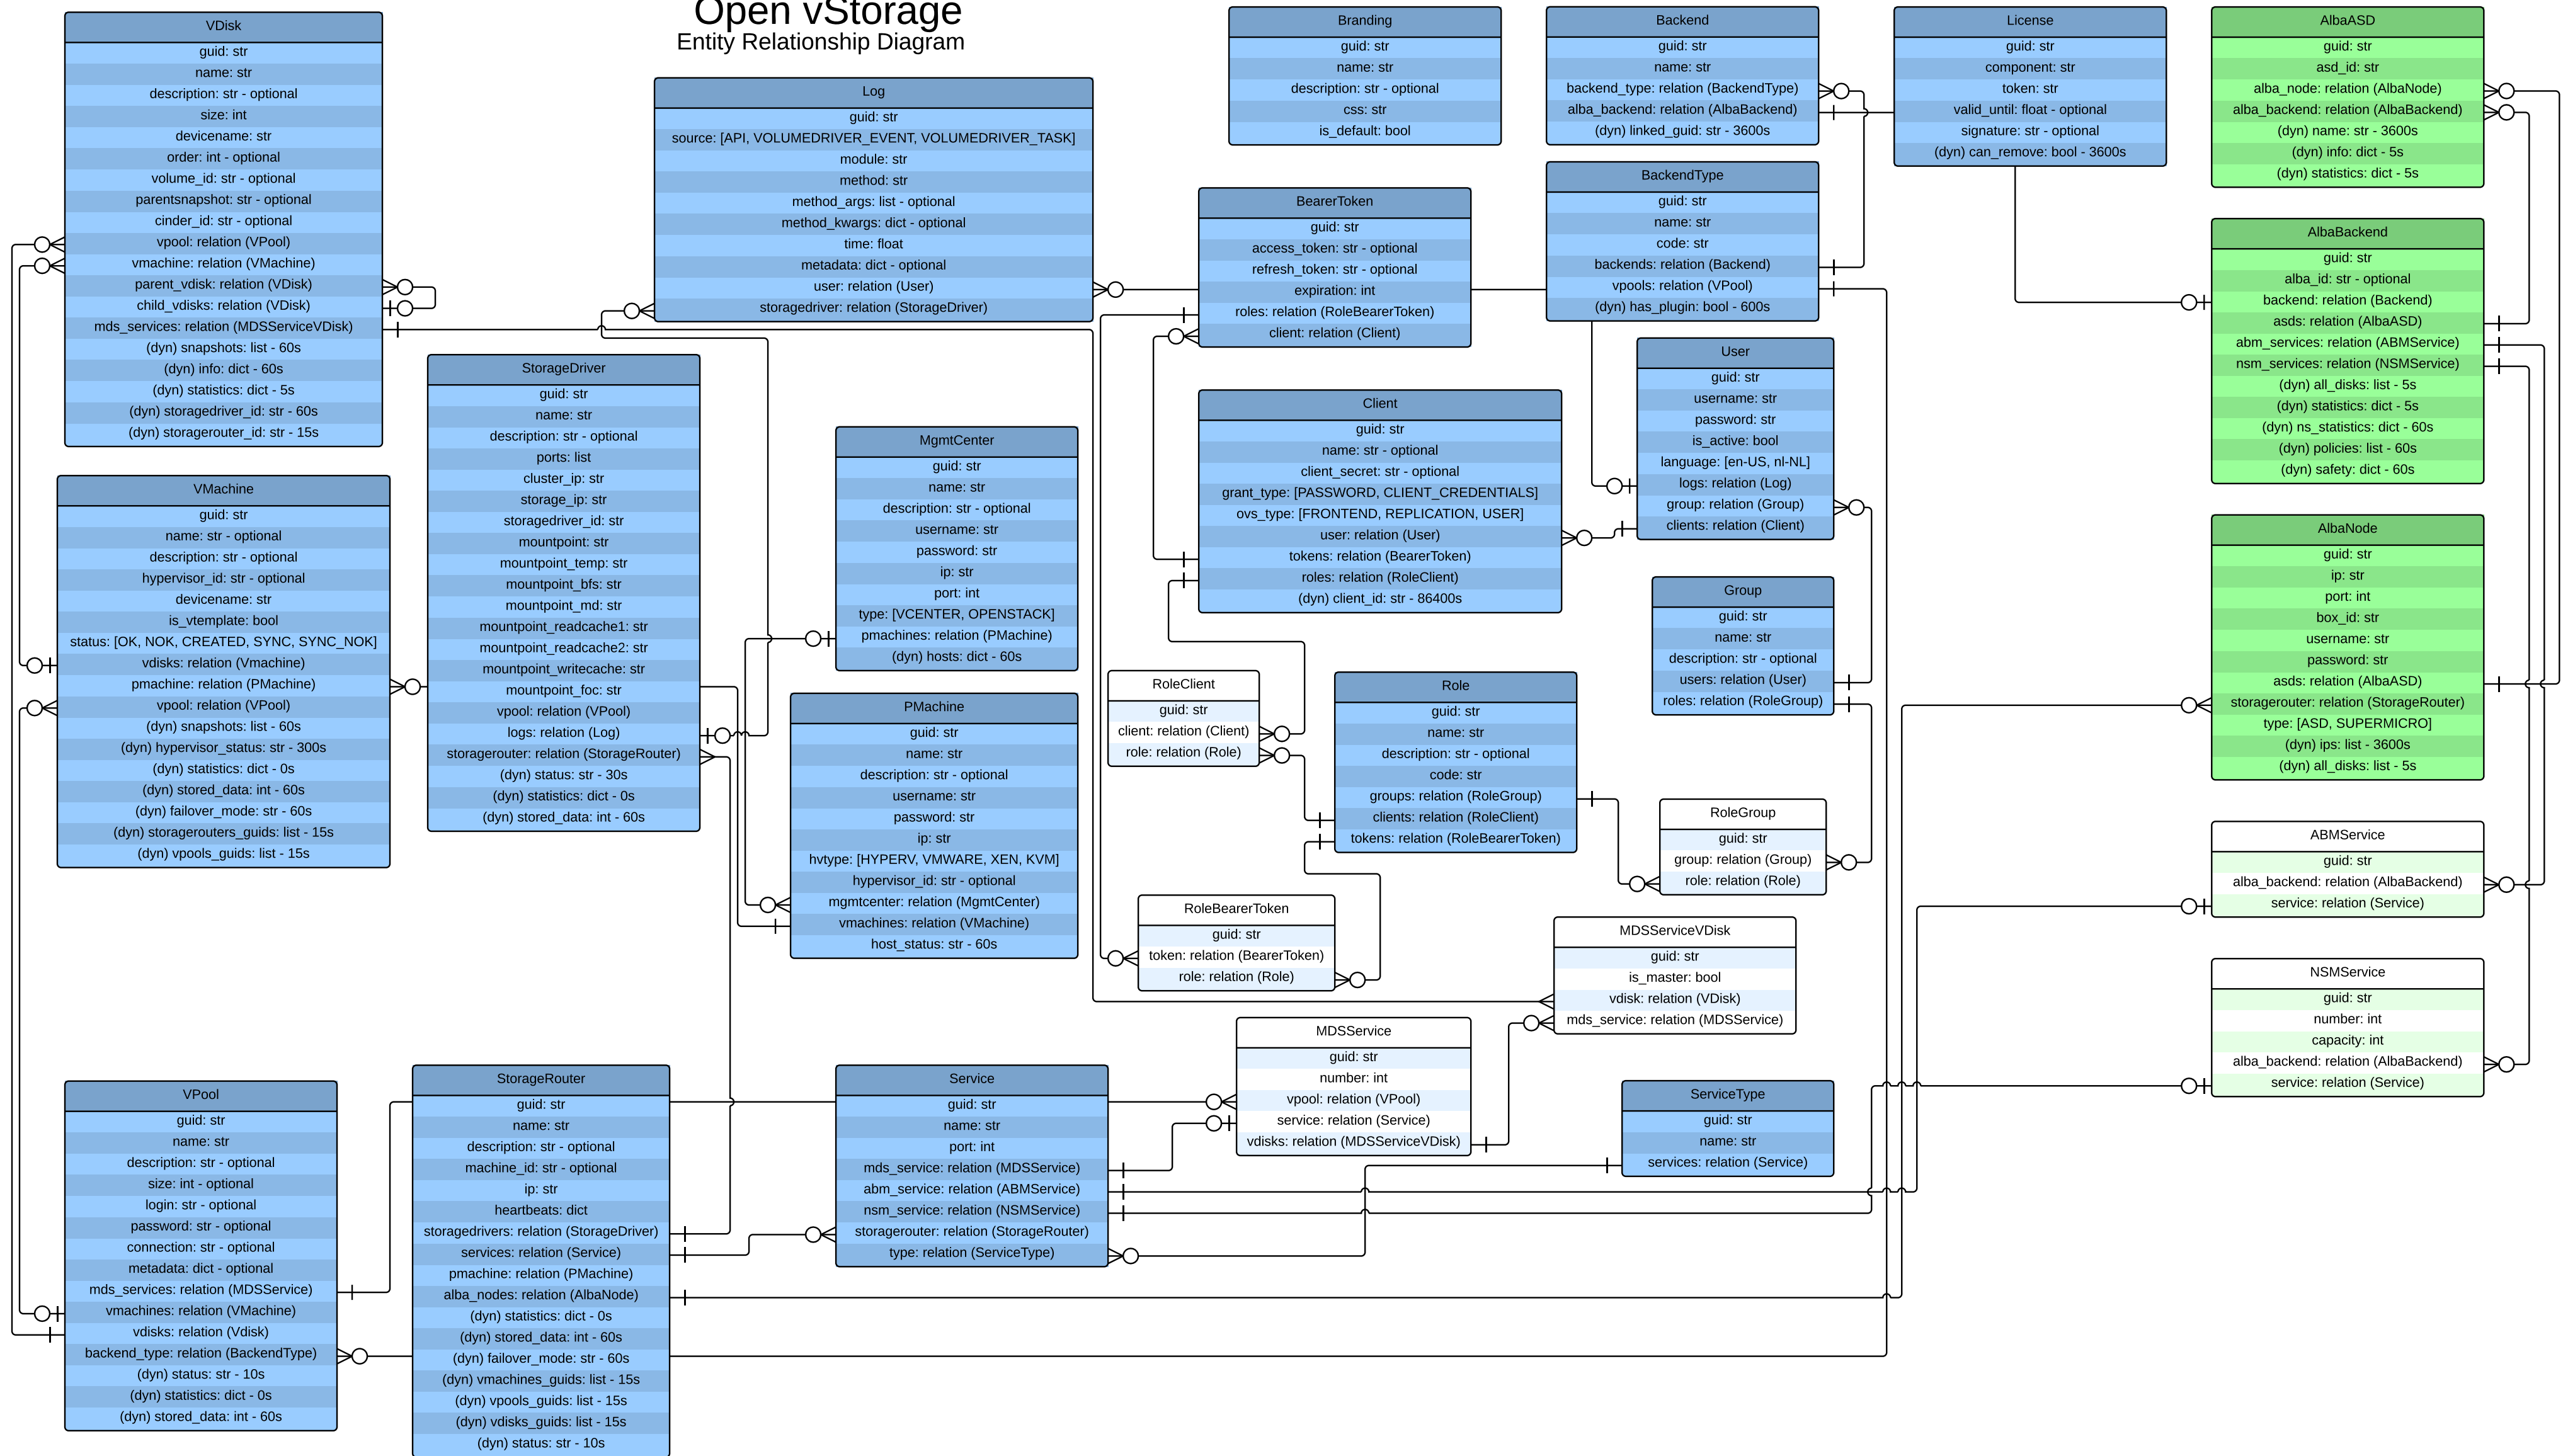 Open vStorage
Entity Relationship Diagram
VDisk
guid: str
name: str
description: str - optional
size: int
devicename: str
order: int - optional
volume_id: str - optional
parentsnapshot: str - optional
cinder_id: str - optional
vpool: relation (VPool)
vmachine: relation (VMachine)
parent_vdisk: relation (VDisk)
child_vdisks: relation (VDisk)
mds_services: relation (MDSServiceVDisk)
(dyn) snapshots: list - 60s
(dyn) info: dict - 60s
(dyn) statistics: dict - 5s
(dyn) storagedriver_id: str - 60s
(dyn) storagerouter_id: str - 15s
VMachine
guid: str
name: str - optional
description: str - optional
hypervisor_id: str - optional
devicename: str
is_vtemplate: bool
status: [OK, NOK, CREATED, SYNC, SYNC_NOK]
vdisks: relation (Vmachine)
pmachine: relation (PMachine)
vpool: relation (VPool)
(dyn) snapshots: list - 60s
(dyn) hypervisor_status: str - 300s
(dyn) statistics: dict - 0s
(dyn) stored_data: int - 60s
(dyn) failover_mode: str - 60s
(dyn) storagerouters_guids: list - 15s
(dyn) vpools_guids: list - 15s
VPool
guid: str
name: str
description: str - optional
size: int - optional
login: str - optional
password: str - optional
connection: str - optional
metadata: dict - optional
mds_services: relation (MDSService)
vmachines: relation (VMachine)
vdisks: relation (Vdisk)
backend_type: relation (BackendType)
(dyn) status: str - 10s
(dyn) statistics: dict - 0s
(dyn) stored_data: int - 60s
Log
guid: str
source: [API, VOLUMEDRIVER_EVENT, VOLUMEDRIVER_TASK]
module: str
method: str
method_args: list - optional
method_kwargs: dict - optional
time: float
metadata: dict - optional
user: relation (User)
storagedriver: relation (StorageDriver)
StorageDriver
guid: str
name: str
description: str - optional
ports: list
cluster_ip: str
storage_ip: str
storagedriver_id: str
mountpoint: str
mountpoint_temp: str
mountpoint_bfs: str
mountpoint_md: str
mountpoint_readcache1: str
mountpoint_readcache2: str
mountpoint_writecache: str
mountpoint_foc: str
vpool: relation (VPool)
logs: relation (Log)
storagerouter: relation (StorageRouter)
(dyn) status: str - 30s
(dyn) statistics: dict - 0s
(dyn) stored_data: int - 60s
StorageRouter
guid: str
name: str
description: str - optional
machine_id: str - optional
ip: str
heartbeats: dict
storagedrivers: relation (StorageDriver)
services: relation (Service)
pmachine: relation (PMachine)
alba_nodes: relation (AlbaNode)
(dyn) statistics: dict - 0s
(dyn) stored_data: int - 60s
(dyn) failover_mode: str - 60s
(dyn) vmachines_guids: list - 15s
(dyn) vpools_guids: list - 15s
(dyn) vdisks_guids: list - 15s
(dyn) status: str - 10s
MgmtCenter
guid: str
name: str
description: str - optional
username: str
password: str
ip: str
port: int
type: [VCENTER, OPENSTACK]
pmachines: relation (PMachine)
(dyn) hosts: dict - 60s
PMachine
guid: str
name: str
description: str - optional
username: str
password: str
ip: str
hvtype: [HYPERV, VMWARE, XEN, KVM]
hypervisor_id: str - optional
mgmtcenter: relation (MgmtCenter)
vmachines: relation (VMachine)
host_status: str - 60s
Service
guid: str
name: str
port: int
mds_service: relation (MDSService)
abm_service: relation (ABMService)
nsm_service: relation (NSMService)
storagerouter: relation (StorageRouter)
type: relation (ServiceType)
Branding
guid: str
name: str
description: str - optional
css: str
is_default: bool
BearerToken
guid: str
access_token: str - optional
refresh_token: str - optional
expiration: int
roles: relation (RoleBearerToken)
client: relation (Client)
Client
guid: str
name: str - optional
client_secret: str - optional
grant_type: [PASSWORD, CLIENT_CREDENTIALS]
ovs_type: [FRONTEND, REPLICATION, USER]
user: relation (User)
tokens: relation (BearerToken)
roles: relation (RoleClient)
(dyn) client_id: str - 86400s
RoleClient
guid: str
client: relation (Client)
role: relation (Role)
Role
guid: str
name: str
description: str - optional
code: str
groups: relation (RoleGroup)
clients: relation (RoleClient)
tokens: relation (RoleBearerToken)
RoleBearerToken
guid: str
token: relation (BearerToken)
role: relation (Role)
MDSService
guid: str
number: int
vpool: relation (VPool)
service: relation (Service)
vdisks: relation (MDSServiceVDisk)
Backend
guid: str
name: str
backend_type: relation (BackendType)
alba_backend: relation (AlbaBackend)
(dyn) linked_guid: str - 3600s
BackendType
guid: str
name: str
code: str
backends: relation (Backend)
vpools: relation (VPool)
(dyn) has_plugin: bool - 600s
User
guid: str
username: str
password: str
is_active: bool
language: [en-US, nl-NL]
logs: relation (Log)
group: relation (Group)
clients: relation (Client)
Group
guid: str
name: str
description: str - optional
users: relation (User)
roles: relation (RoleGroup)
RoleGroup
guid: str
group: relation (Group)
role: relation (Role)
MDSServiceVDisk
guid: str
is_master: bool
vdisk: relation (VDisk)
mds_service: relation (MDSService)
ServiceType
guid: str
name: str
services: relation (Service)
License
guid: str
component: str
token: str
valid_until: float - optional
signature: str - optional
(dyn) can_remove: bool - 3600s
AlbaASD
guid: str
asd_id: str
alba_node: relation (AlbaNode)
alba_backend: relation (AlbaBackend)
(dyn) name: str - 3600s
(dyn) info: dict - 5s
(dyn) statistics: dict - 5s
AlbaBackend
guid: str
alba_id: str - optional
backend: relation (Backend)
asds: relation (AlbaASD)
abm_services: relation (ABMService)
nsm_services: relation (NSMService)
(dyn) all_disks: list - 5s
(dyn) statistics: dict - 5s
(dyn) ns_statistics: dict - 60s
(dyn) policies: list - 60s
(dyn) safety: dict - 60s
AlbaNode
guid: str
ip: str
port: int
box_id: str
username: str
password: str
asds: relation (AlbaASD)
storagerouter: relation (StorageRouter)
type: [ASD, SUPERMICRO]
(dyn) ips: list - 3600s
(dyn) all_disks: list - 5s
ABMService
guid: str
alba_backend: relation (AlbaBackend)
service: relation (Service)
NSMService
guid: str
number: int
capacity: int
alba_backend: relation (AlbaBackend)
service: relation (Service)